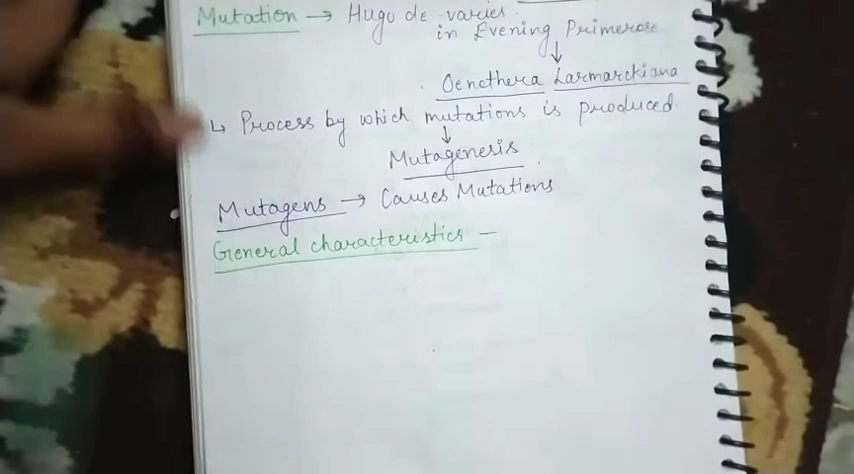 Mutation → Hugo de varies
in Evening Primerose
↓
Oenothera Larmarckiana
↳ Process by which mutations is produced
↓
Mutagenesis
Mutagens → Causes Mutations
General characteristics —